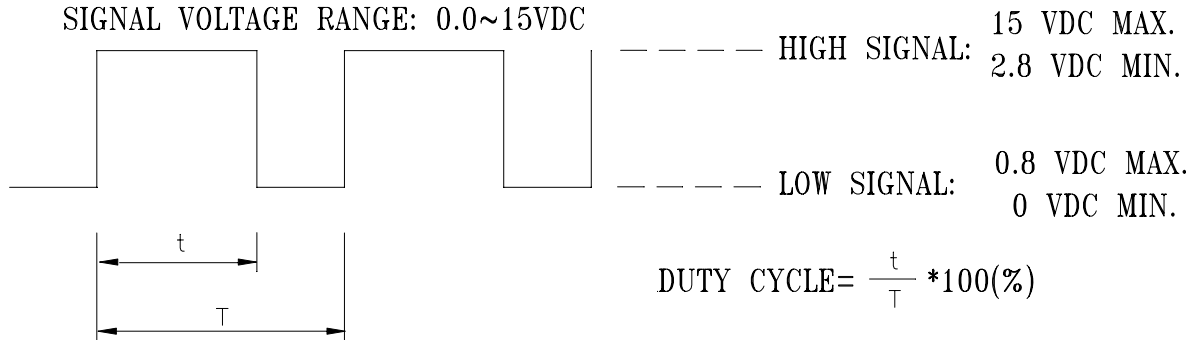 SIGNAL VOLTAGE RANGE: 0.0~15VDC
HIGH SIGNAL: 15 VDC MAX.
2.8 VDC MIN.
LOW SIGNAL: 0.8 VDC MAX.
0 VDC MIN.
t
T
DUTY CYCLE= t/T *100(%)